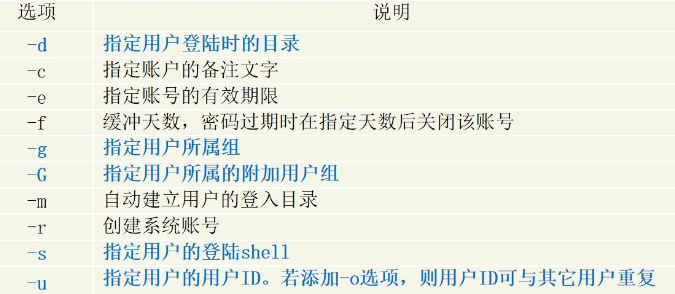 选项 说明
-d 指定用户登陆时的目录
-c 指定账户的备注文字
-e 指定账号的有效期限
-f 缓冲天数，密码过期时在指定天数后关闭该账号
-g 指定用户所属组
-G 指定用户所属的附加用户组
-m 自动建立用户的登入目录
-r 创建系统账号
-s 指定用户的登陆shell
-u 指定用户的用户ID。若添加-o选项，则用户ID可与其它用户重复